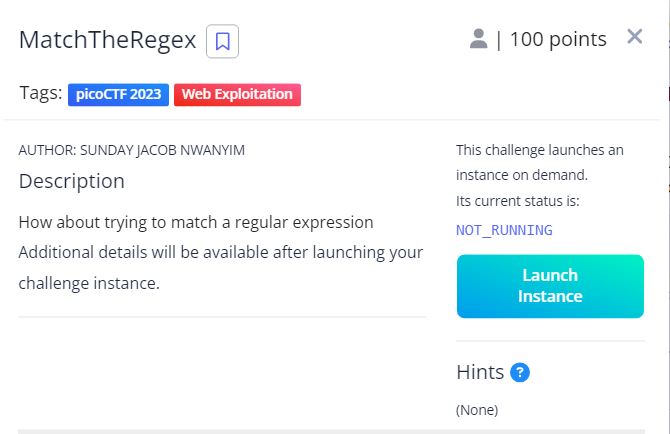 MatchTheRegex
| 100 points
Tags: picoCTF 2023 Web Exploitation
AUTHOR: SUNDAY JACOB NWANYIM
Description
How about trying to match a regular expression
Additional details will be available after launching your
challenge instance.
This challenge launches an
instance on demand.
Its current status is:
NOT_RUNNING
Launch
Instance
Hints ?
(None)